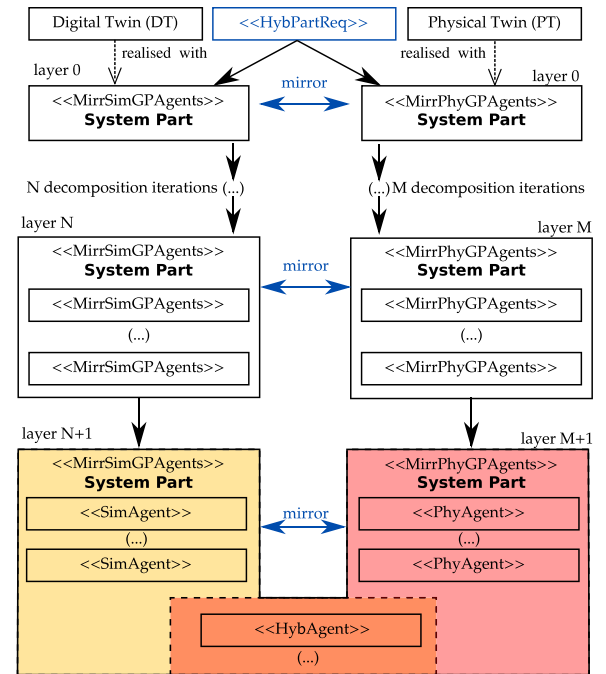 Digital Twin (DT)
<<HybPartReq>>
Physical Twin (PT)
realised with
realised with
layer 0
layer 0
<<MirrSimGPAgents>>
System Part
mirror
<<MirrPhyGPAgents>>
System Part
N decomposition iterations (...)
(...) M decomposition iterations
layer N
layer M
<<MirrSimGPAgents>>
System Part
<<MirrSimGPAgents>>
(...)
<<MirrSimGPAgents>>
mirror
<<MirrPhyGPAgents>>
System Part
<<MirrPhyGPAgents>>
(...)
<<MirrPhyGPAgents>>
layer N+1
layer M+1
<<MirrSimGPAgents>>
System Part
<<SimAgent>>
(...)
<<SimAgent>>
mirror
<<MirrPhyGPAgents>>
System Part
<<PhyAgent>>
(...)
<<PhyAgent>>
<<HybAgent>>
(...)